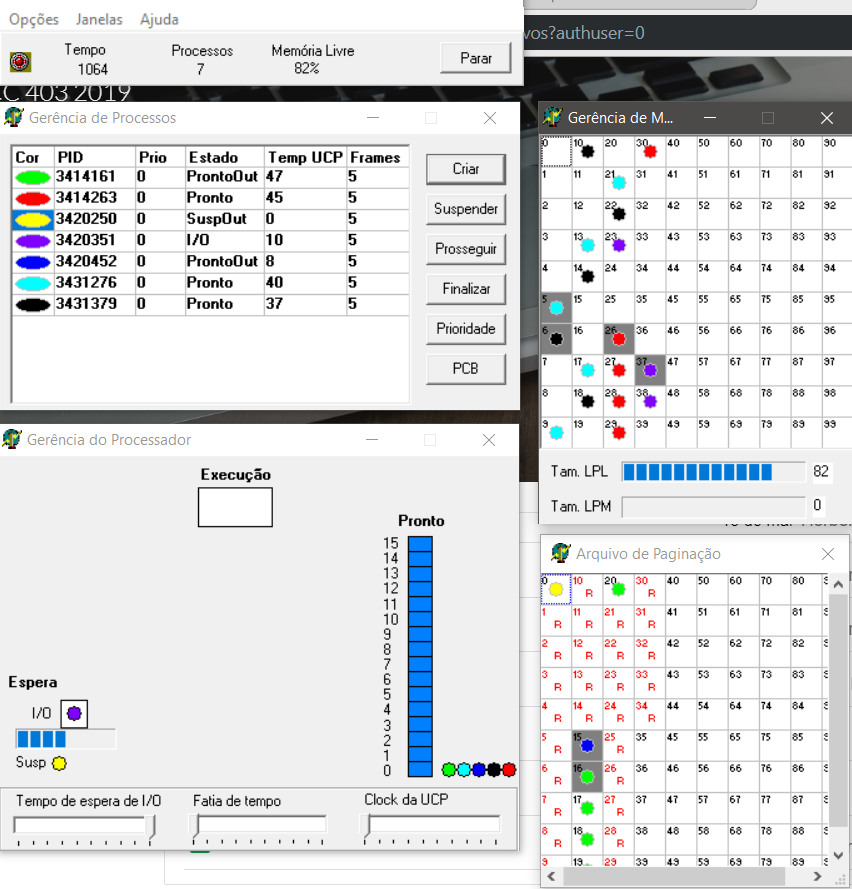 Opções Janelas Ajuda
vos?authuser=0
Tempo Processos Memória Livre
1064 7 82%
Parar
C 403 2019
Gerência de Processos
Cor PID Prio Estado Temp UCP Frames
3414161 0 ProntoOut 47 5
3414263 0 Pronto 45 5
3420250 0 SuspOut 0 5
3420351 0 I/O 10 5
3420452 0 ProntoOut 8 5
3431276 0 Pronto 40 5
3431379 0 Pronto 37 5
Criar
Suspender
Prosseguir
Finalizar
Prioridade
PCB
Gerência de M...
0 10 20 30 40 50 60 70 80 90
1 11 21 31 41 51 61 71 81 91
2 12 22 32 42 52 62 72 82 92
3 13 23 33 43 53 63 73 83 93
4 14 24 34 44 54 64 74 84 94
5 15 25 35 45 55 65 75 85 95
6 16 26 36 46 56 66 76 86 96
7 17 27 37 47 57 67 77 87 97
8 18 28 38 48 58 68 78 88 98
9 19 29 39 49 59 69 79 89 99
Tam. LPL 82
Tam. LPM 0
Gerência do Processador
Execução
Pronto
15
14
13
12
11
10
9
8
7
6
5
4
3
2
1
0
Espera
I/O
Susp
Tempo de espera de I/O Fatia de tempo Clock da UCP
Arquivo de Paginação
0 10 R 20 30 R 40 50 60 70 80
1 R 11 R 21 R 31 R 41 51 61 71 81
2 R 12 R 22 R 32 R 42 52 62 72 82
3 R 13 R 23 R 33 R 43 53 63 73 83
4 R 14 R 24 R 34 R 44 54 64 74 84
5 R 15 25 R 35 45 55 65 75 85
6 R 16 26 R 36 46 56 66 76 86
7 R 17 27 R 37 47 57 67 77 87
8 R 18 28 R 38 48 58 68 78 88
9 19 29 39 49 59 69 79 89